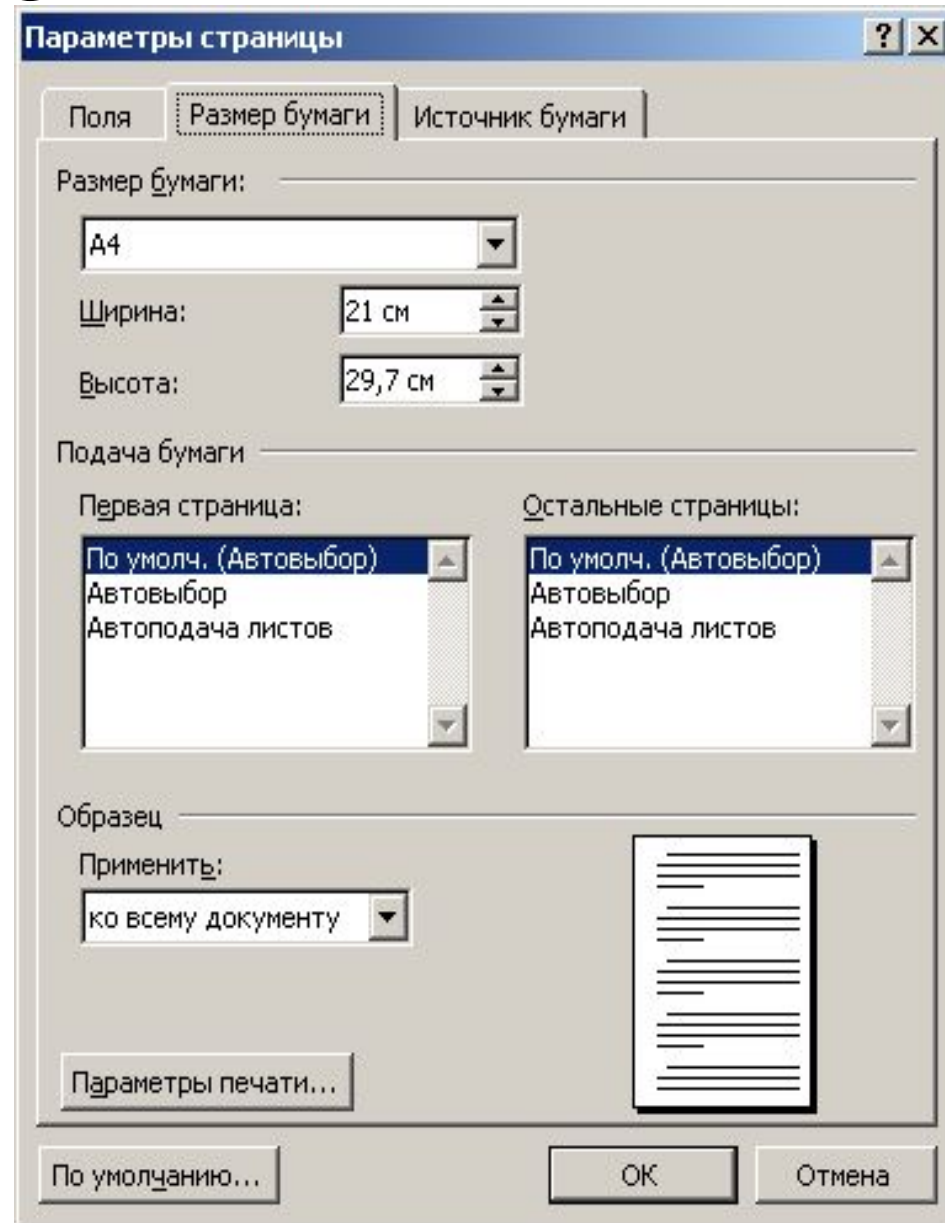 Параметры страницы
Поля Размер бумаги Источник бумаги
Размер бумаги:
A4
Ширина: 21 см
Высота: 29,7 см
Подача бумаги
Первая страница: Остальные страницы:
По умолч. (Автовыбор) По умолч. (Автовыбор)
Автовыбор Автовыбор
Автоподача листов Автоподача листов
Образец
Применить:
ко всему документу
Параметры печати...
По умолчанию... ОК Отмена